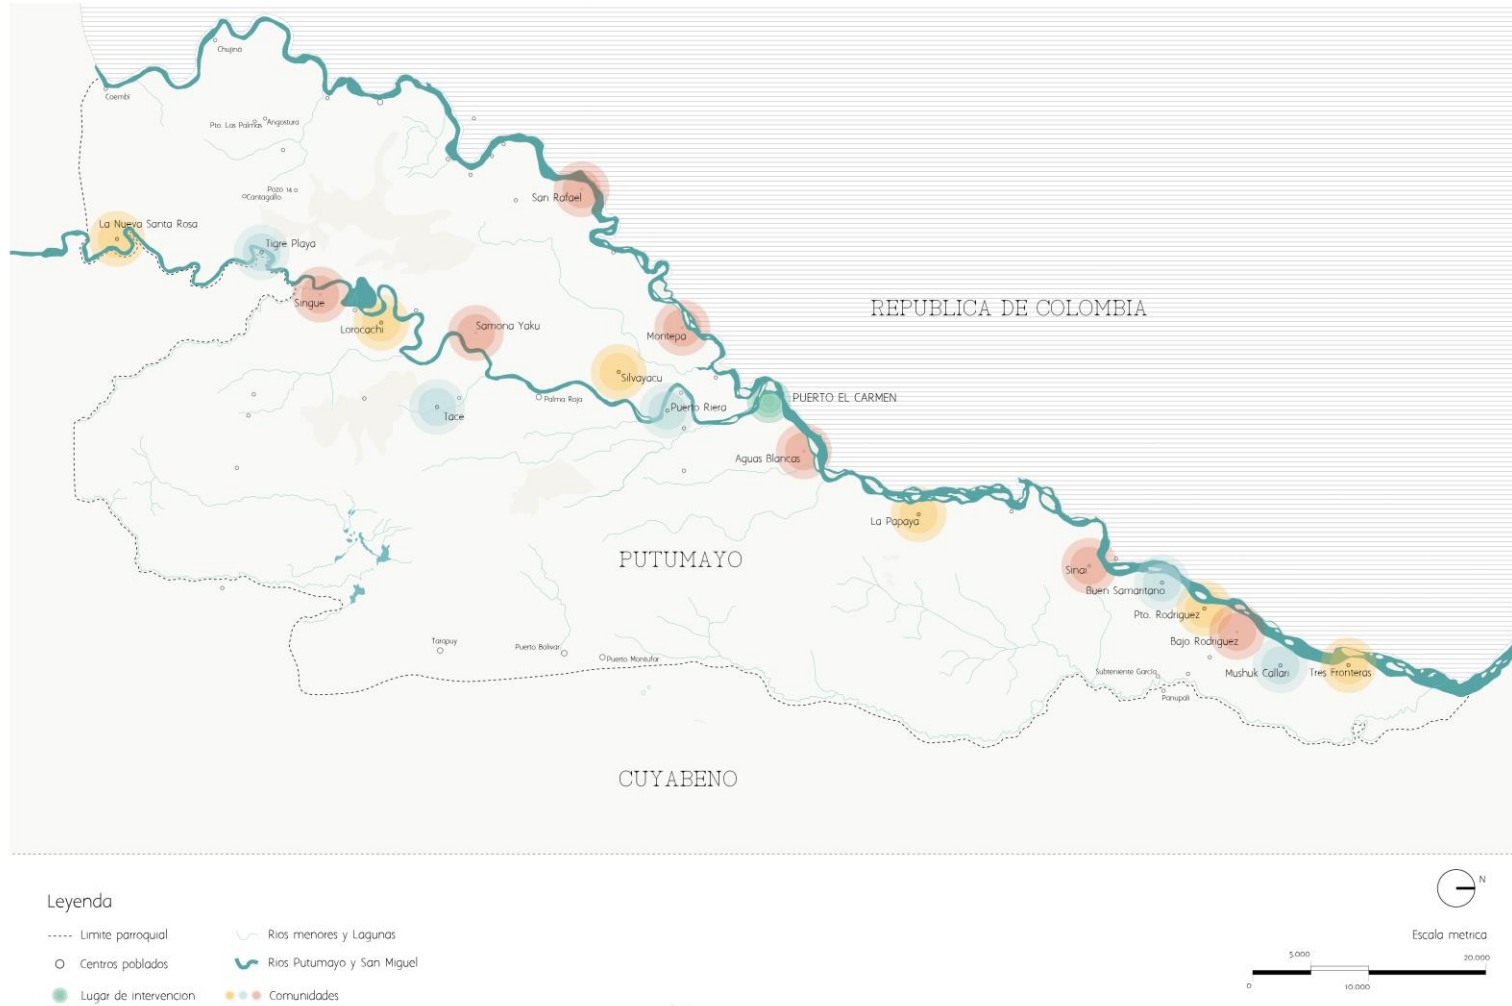 Chujina
Coembi
Pto. Las Palmas
Angostura
Pozo 14
Cantagallo
San Rafael
La Nueva Santa Rosa
Tigre Playa
Singue
REPUBLICA DE COLOMBIA
Lorocachi
Samona Yaku
Montepa
Silvayacu
Palma Roja
PUERTO EL CARMEN
Puerto Riera
Tace
Aguas Blancas
La Papaya
PUTUMAYO
Sinai
Buen Samaritano
Pto. Rodriguez
Bajo Rodriguez
Tarapuy
Puerto Bolivar
Puerto Montufar
Subteniente Garcia
Mushuk Callari
Tres Fronteras
Panupali
CUYABENO
Leyenda
N
Limite parroquial
Rios menores y Lagunas
Escala metrica
Centros poblados
Rios Putumayo y San Miguel
5.000
20.000
Lugar de intervencion
Comunidades
0
10.000